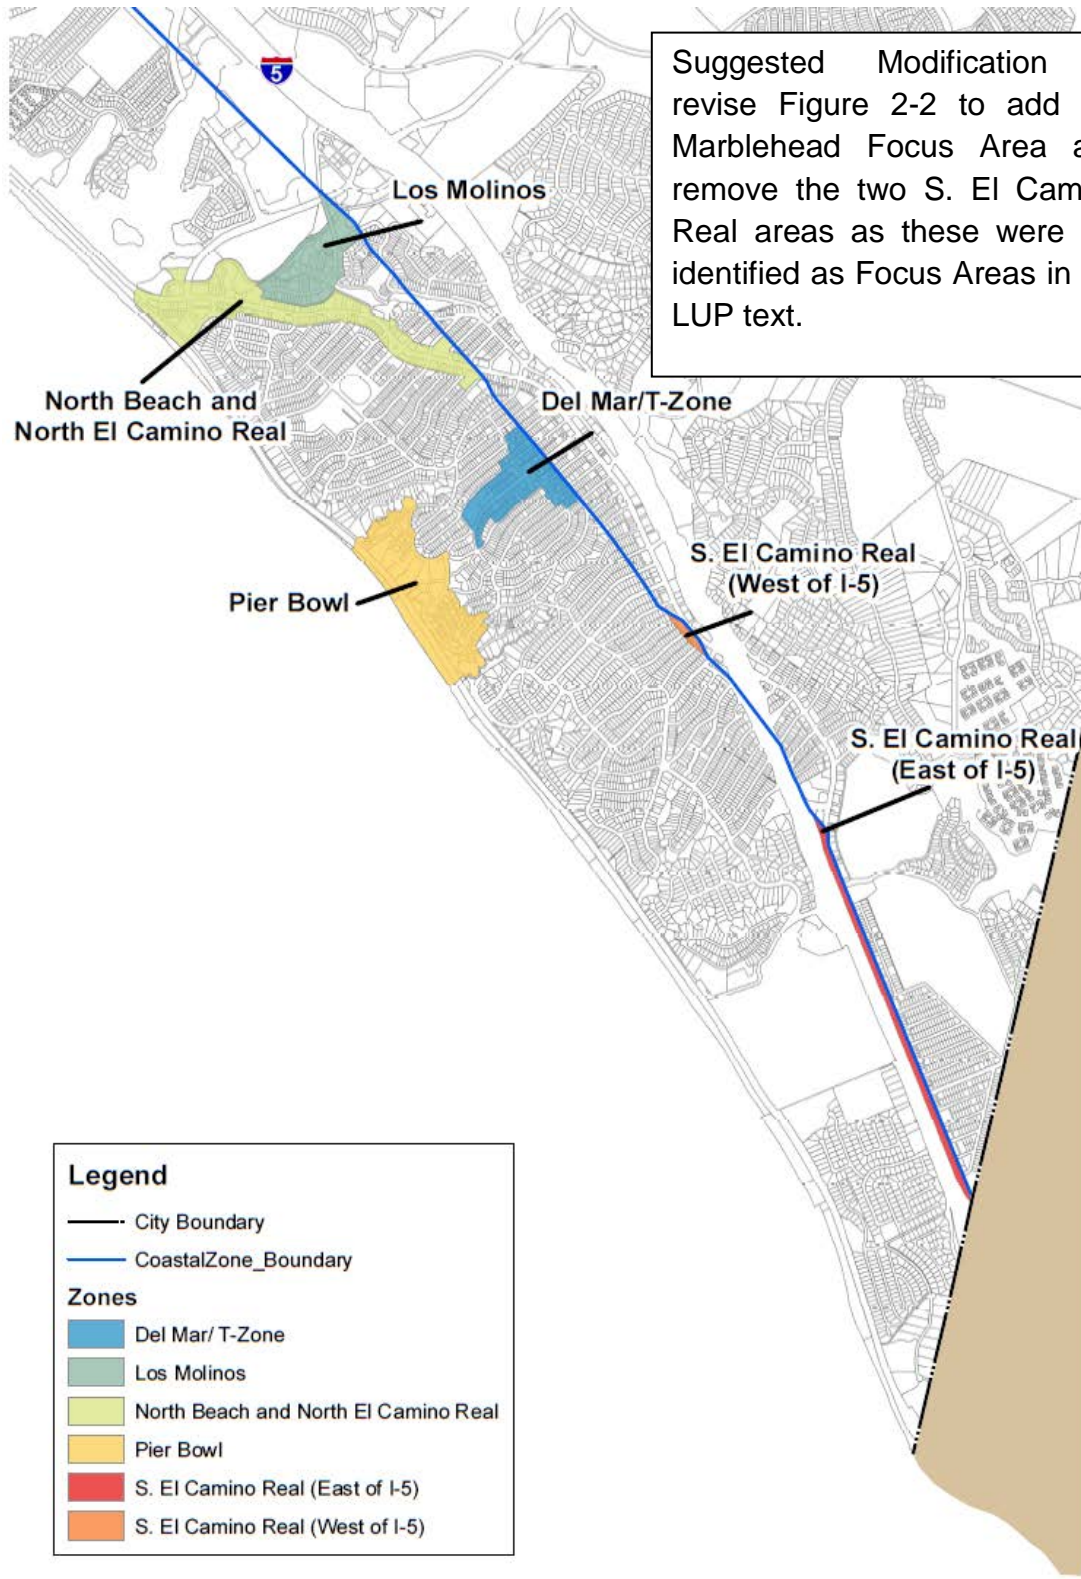 5
Suggested Modification
revise Figure 2-2 to add
Marblehead Focus Area
remove the two S. El
Real areas as these were
identified as Focus Areas in
LUP text.
Los Molinos
North Beach and
North El Camino Real
Del Mar/T-Zone
S. El Camino Real
(West of I-5)
Pier Bowl
S. El Camino Real
(East of I-5)
Legend
City Boundary
CoastalZone_Boundary
Zones
Del Mar/ T-Zone
Los Molinos
North Beach and North El Camino Real
Pier Bowl
S. El Camino Real (East of I-5)
S. El Camino Real (West of I-5)